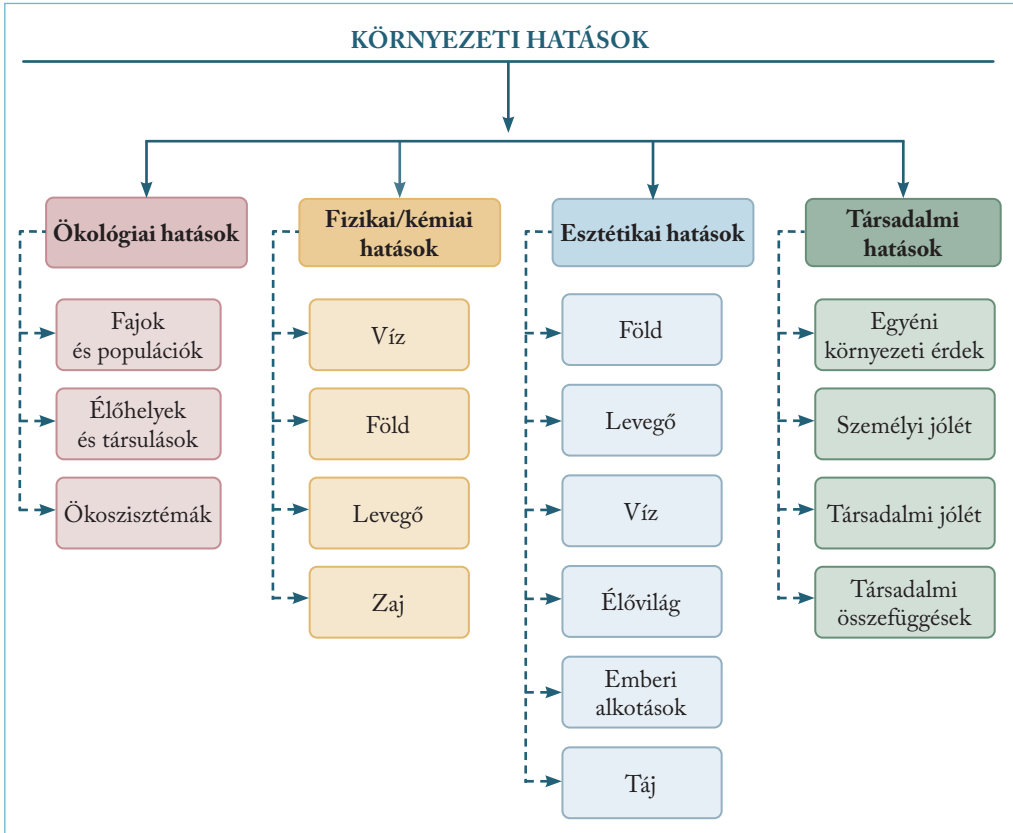 KÖRNYEZETI HATÁSOK
Ökológiai hatások
Fajok
és populációk
Élőhelyek
és társulások
Ökoszisztémák
Fizikai/kémiai
hatások
Víz
Föld
Levegő
Zaj
Esztétikai hatások
Föld
Levegő
Víz
Élővilág
Emberi
alkotások
Táj
Társadalmi
hatások
Egyéni
környezeti érdek
Személyi jólét
Társadalmi jólét
Társadalmi
összefüggések